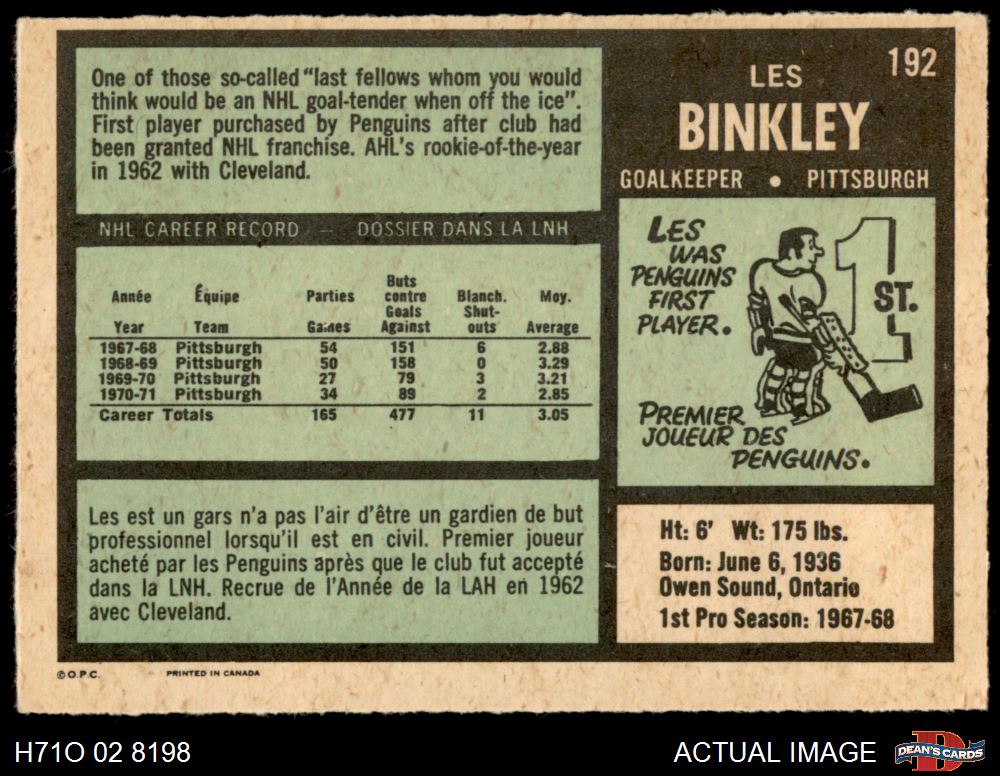 192
LES
BINKLEY
GOALKEEPER • PITTSBURGH
One of those so-called "last fellows whom you would
think would be an NHL goal-tender when off the ice".
First player purchased by Penguins after club had
been granted NHL franchise. AHL's rookie-of-the-year
in 1962 with Cleveland.
NHL CAREER RECORD — DOSSIER DANS LA LNH
Année Équipe Parties Buts contre Blanch. Moy.
Year Team Games Goals Against Shut-outs Average
1967-68 Pittsburgh 54 151 6 2.88
1968-69 Pittsburgh 50 158 0 3.29
1969-70 Pittsburgh 27 79 3 3.21
1970-71 Pittsburgh 34 89 2 2.85
Career Totals 165 477 11 3.05
Les est un gars n'a pas l'air d'être un gardien de but
professionnel lorsqu'il est en civil. Premier joueur
acheté par les Penguins après que le club fut accepté
dans la LNH. Recrue de l'Année de la LAH en 1962
avec Cleveland.
LES
WAS
PENGUINS
FIRST
PLAYER.
1
ST.
PREMIER
JOUEUR DES
PENGUINS.
Ht: 6' Wt: 175 lbs.
Born: June 6, 1936
Owen Sound, Ontario
1st Pro Season: 1967-68
© O.P.C. PRINTED IN CANADA
H71O 02 8198 ACTUAL IMAGE DEAN'S CARDS